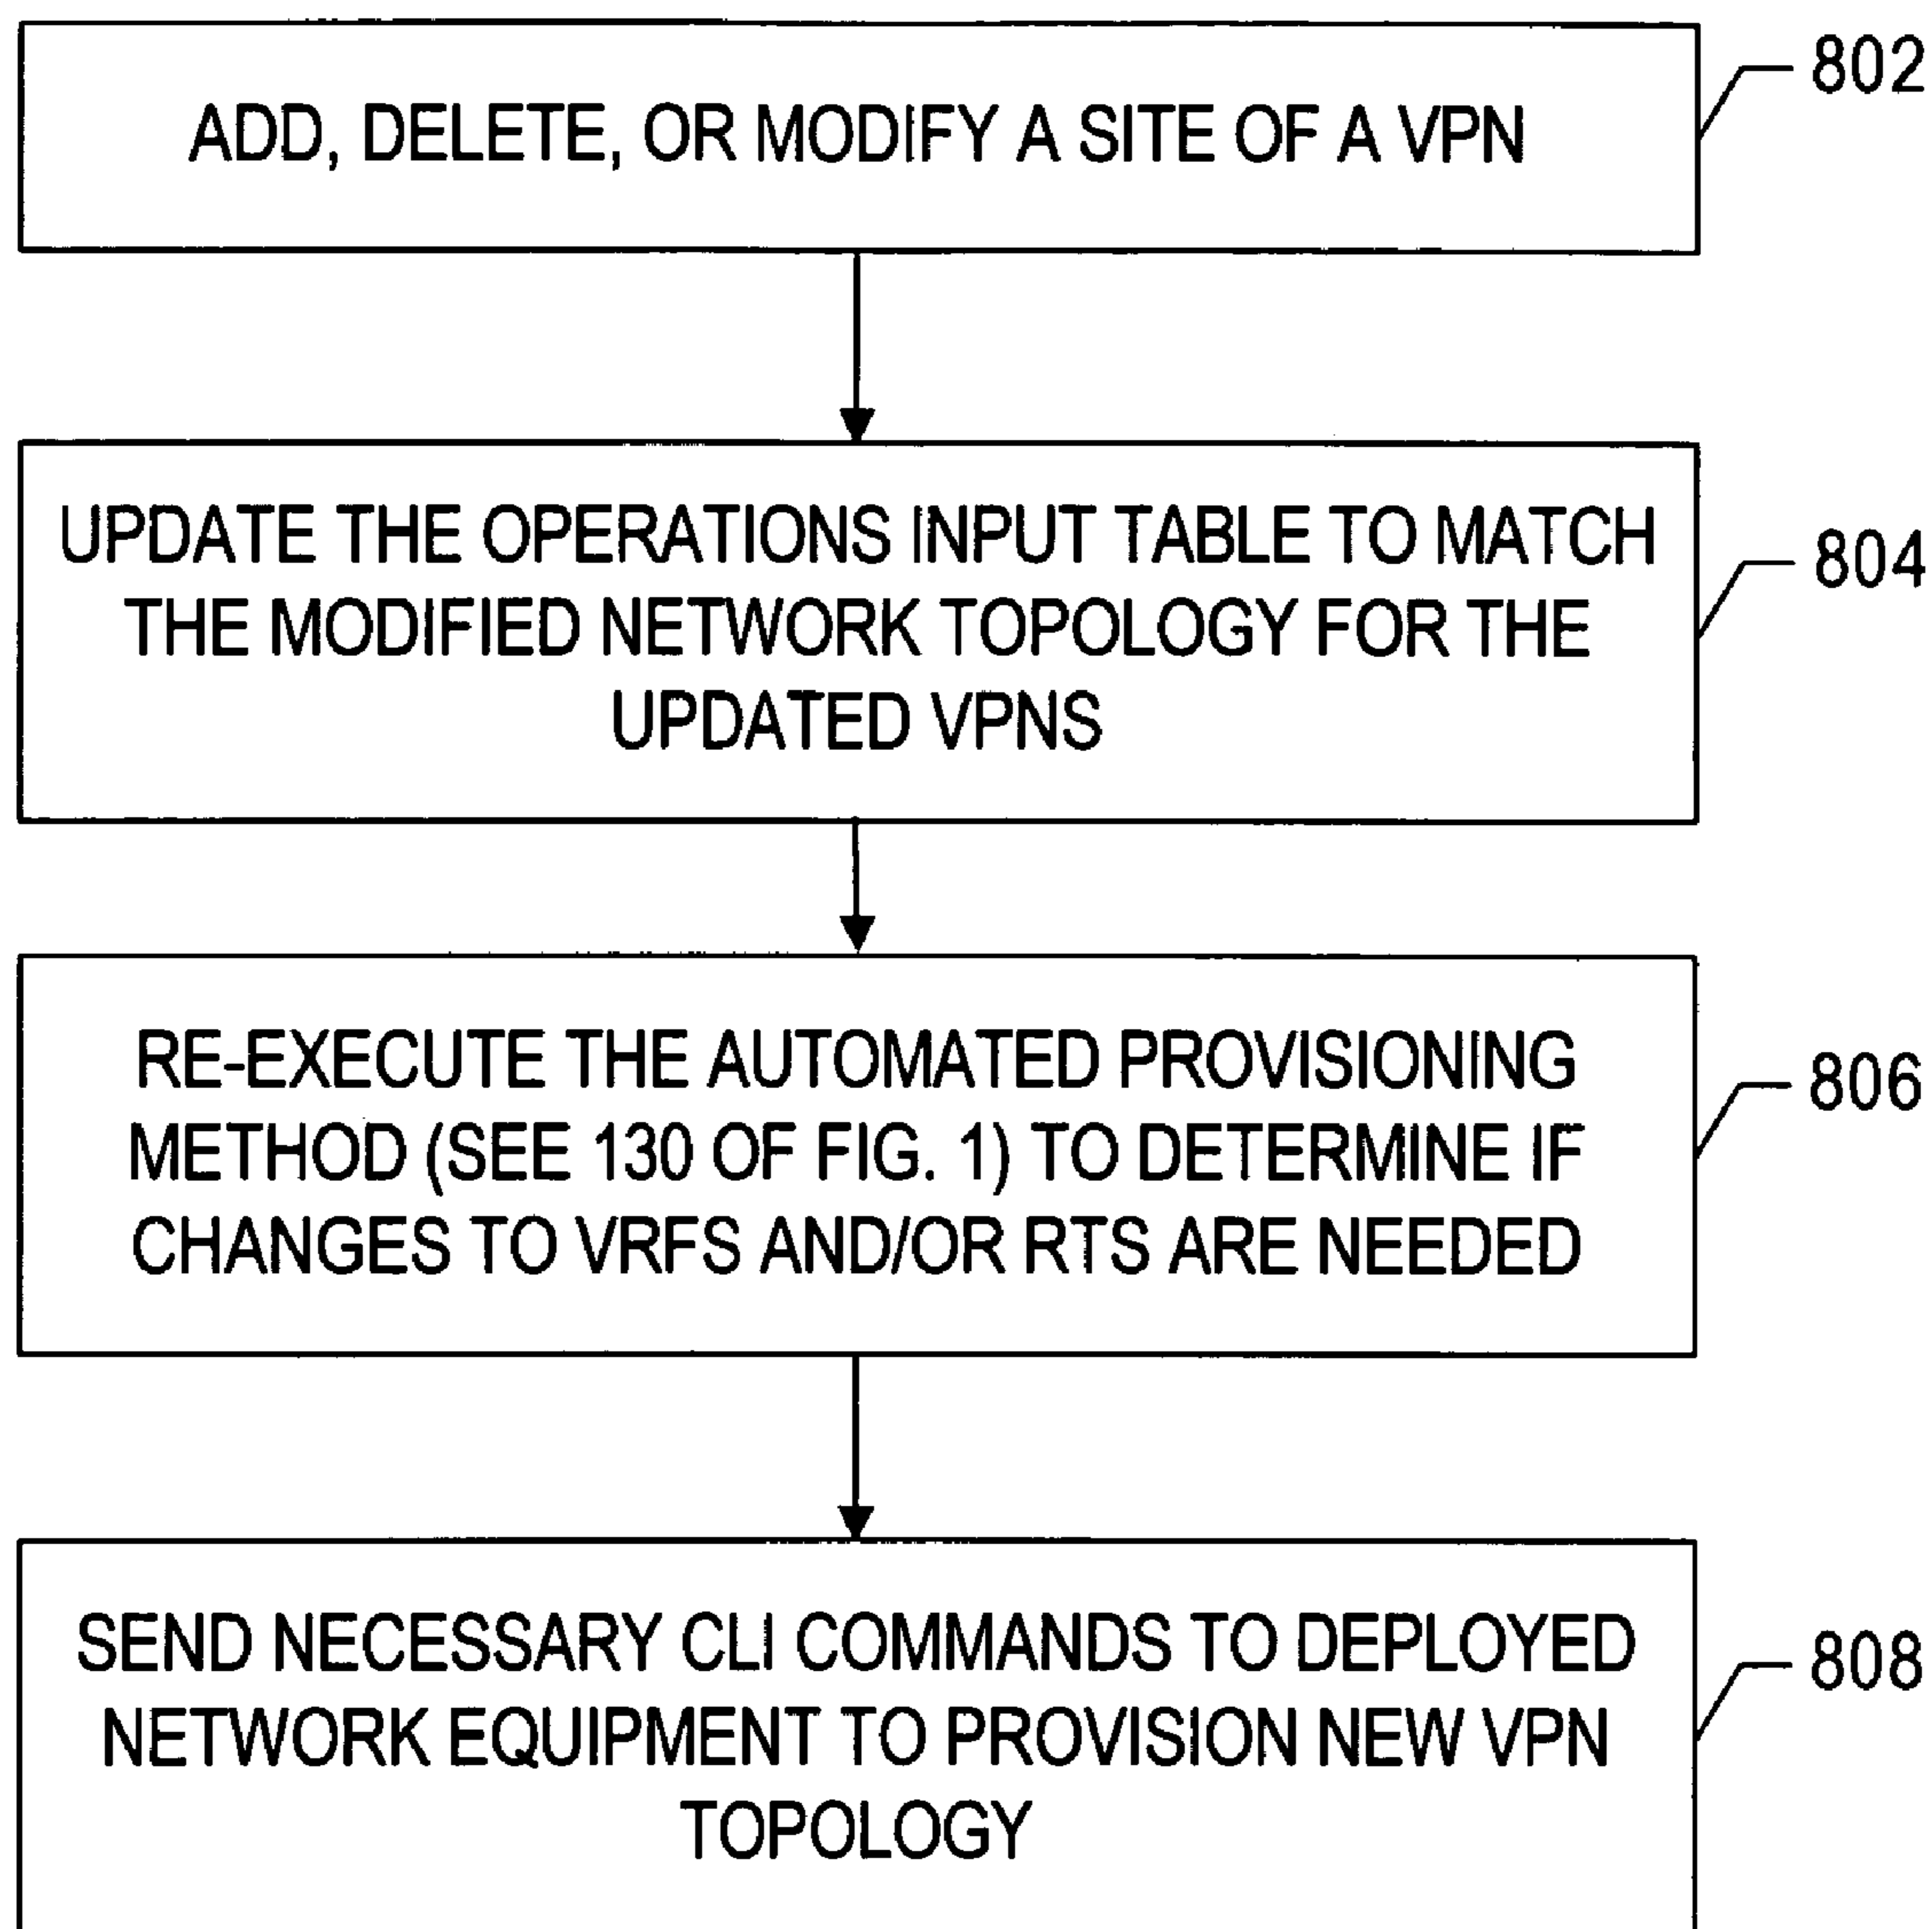 802
ADD, DELETE, OR MODIFY A SITE OF A VPN
804
UPDATE THE OPERATIONS INPUT TABLE TO MATCH
THE MODIFIED NETWORK TOPOLOGY FOR THE
UPDATED VPNS
806
RE-EXECUTE THE AUTOMATED PROVISIONING
METHOD (SEE 130 OF FIG. 1) TO DETERMINE IF
CHANGES TO VRFS AND/OR RTS ARE NEEDED
808
SEND NECESSARY CLI COMMANDS TO DEPLOYED
NETWORK EQUIPMENT TO PROVISION NEW VPN
TOPOLOGY